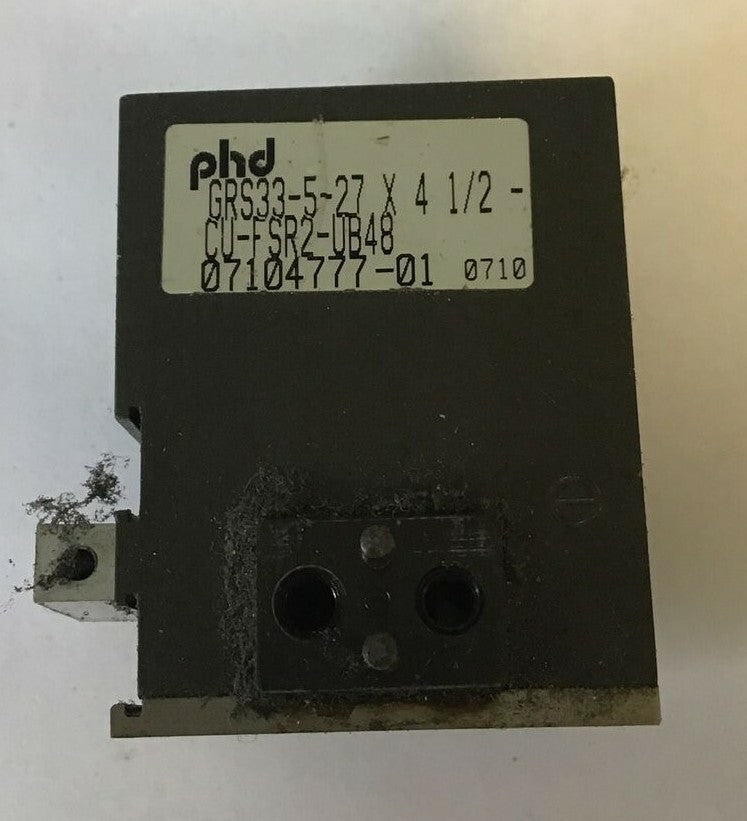 phd
GRS33-5-27 X 4 1/2 -
CU-FSR2-UB48
07104777-01 0710